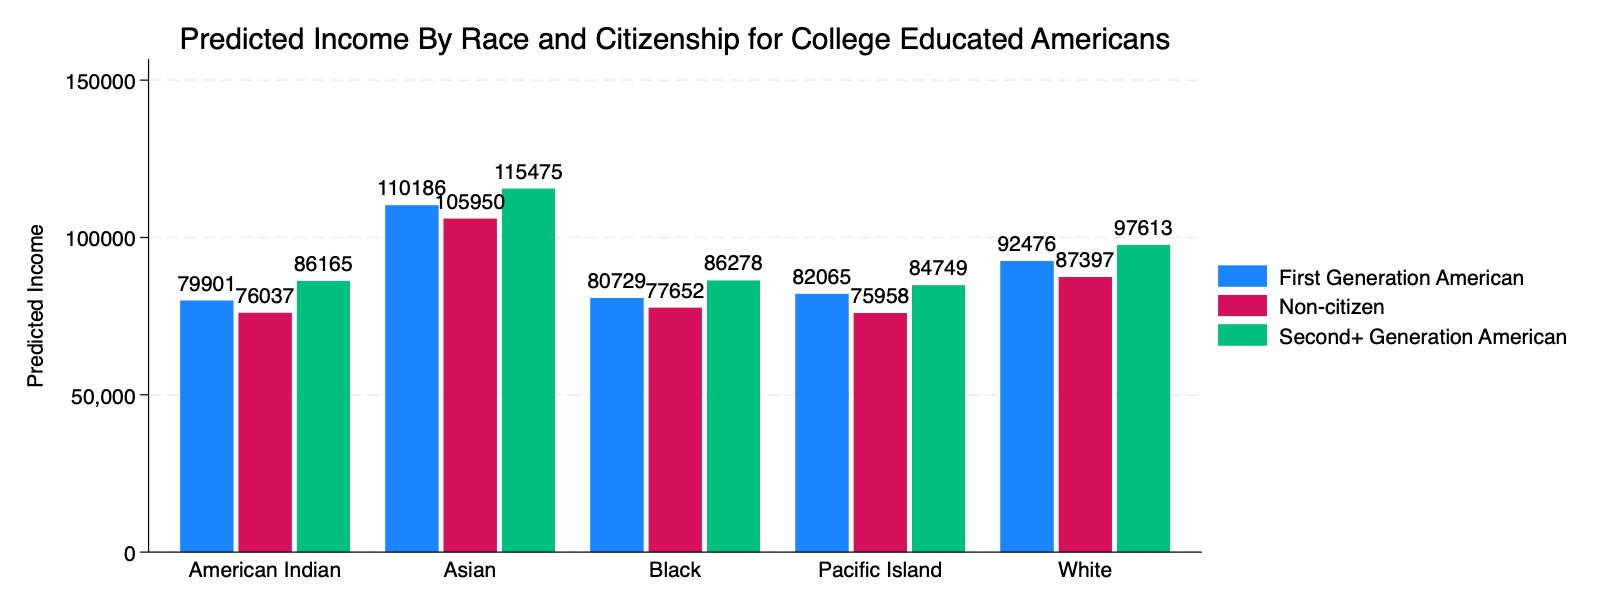 Predicted Income By Race and Citizenship for College Educated Americans
Predicted Income
150000
100000
50,000
0
79901
76037
86165
110186
105950
115475
80729
77652
86278
82065
75958
84749
92476
87397
97613
American Indian
Asian
Black
Pacific Island
White
First Generation American
Non-citizen
Second+ Generation American